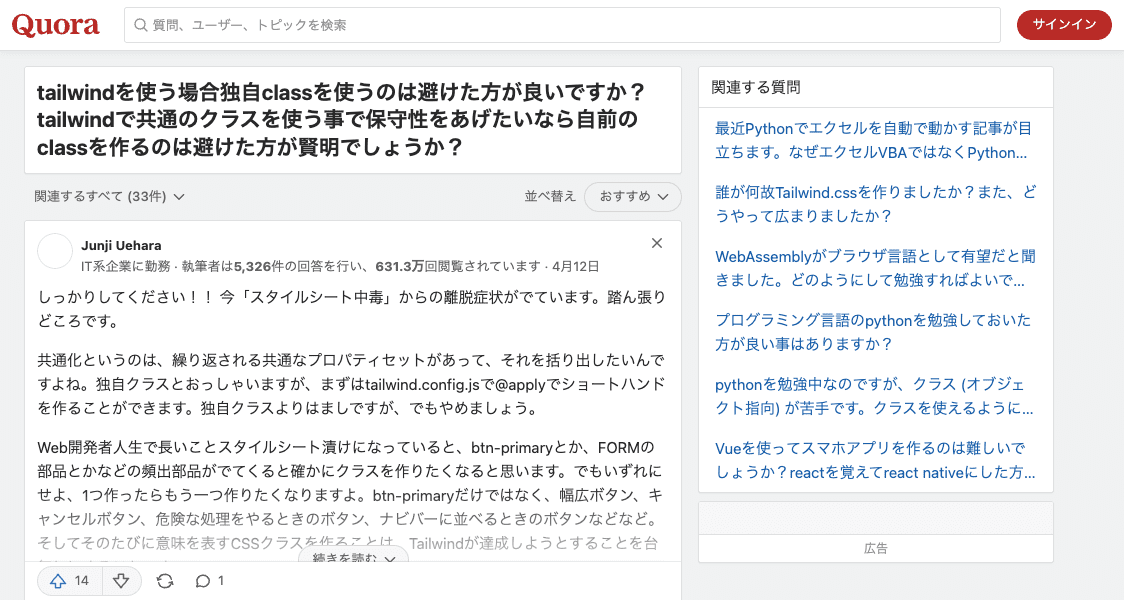 Quora
質問、ユーザー、トピックを検索
サインイン
tailwindを使う場合独自classを使うのは避けた方が良いですか？
tailwindで共通のクラスを使う事で保守性をあげたいなら自前の
classを作るのは避けた方が賢明でしょうか？
関連するすべて (33件)
並べ替え
おすすめ
Junji Uehara
IT系企業に勤務 · 執筆者は5,326件の回答を行い、631.3万回閲覧されています · 4月12日
しっかりしてください！！ 今「スタイルシート中毒」からの離脱症状がでています。踏ん張り
どころです。
共通化というのは、繰り返される共通なプロパティセットがあって、それを括り出したいんで
すよね。独自クラスとおっしゃいますが、まずはtailwind.config.jsで@applyでショートハンド
を作ることができます。独自クラスよりはましですが、でもやめましょう。
Web開発者人生で長いことスタイルシート漬けになっていると、btn-primaryとか、FORMの
部品とかなどの頻出部品がでてくると確かにクラスを作りたくなると思います。でもいずれに
せよ、1つ作ったらもう一つ作りたくなりますよ。btn-primaryだけではなく、幅広ボタン、キ
ャンセルボタン、危険な処理をやるときのボタン、ナビバーに並べるときのボタンなどなど。
そしてそのたびに意味を表すCSSクラスを作ることは、Tailwindが達成しようとすることを台
続きを読む
14
1
関連する質問
最近Pythonでエクセルを自動で動かす記事が目
立ちます。なぜエクセルVBAではなくPython...
誰が何故Tailwind.cssを作りましたか？また、ど
うやって広まりましたか？
WebAssemblyがブラウザ言語として有望だと聞
きました。どのようにして勉強すればよいで...
プログラミング言語のpythonを勉強しておいた
方が良い事はありますか？
pythonを勉強中なのですが、クラス (オブジェ
クト指向) が苦手です。クラスを使えるように...
Vueを使ってスマホアプリを作るのは難しいで
しょうか？reactを覚えてreact nativeにした方...
広告